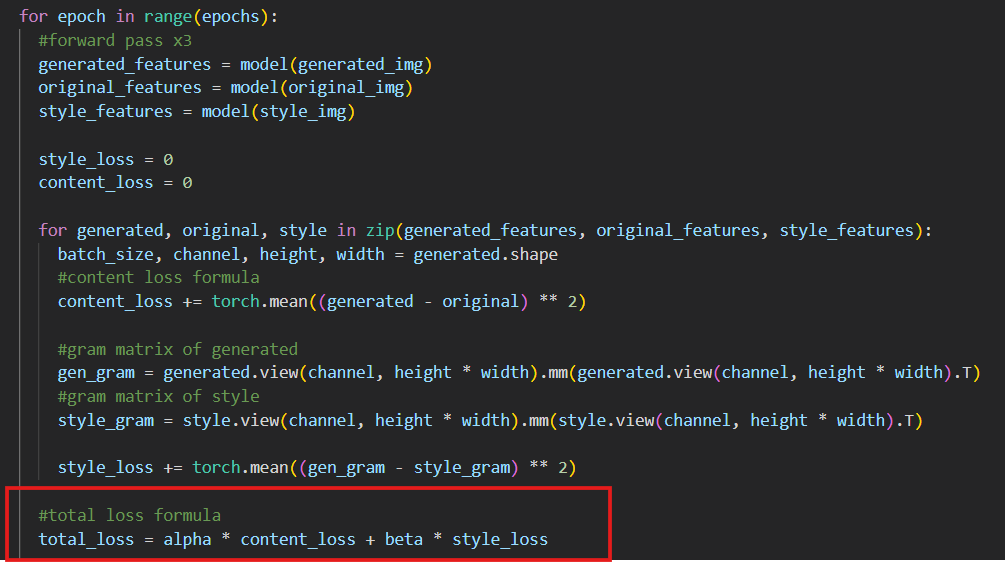 for epoch in range(epochs):
#forward pass x3
generated_features = model(generated_img)
original_features = model(original_img)
style_features = model(style_img)
style_loss = 0
content_loss = 0
for generated, original, style in zip(generated_features, original_features, style_features):
batch_size, channel, height, width = generated.shape
#content loss formula
content_loss += torch.mean((generated - original) ** 2)
#gram matrix of generated
gen_gram = generated.view(channel, height * width).mm(generated.view(channel, height * width).T)
#gram matrix of style
style_gram = style.view(channel, height * width).mm(style.view(channel, height * width).T)
style_loss += torch.mean((gen_gram - style_gram) ** 2)
#total loss formula
total_loss = alpha * content_loss + beta * style_loss